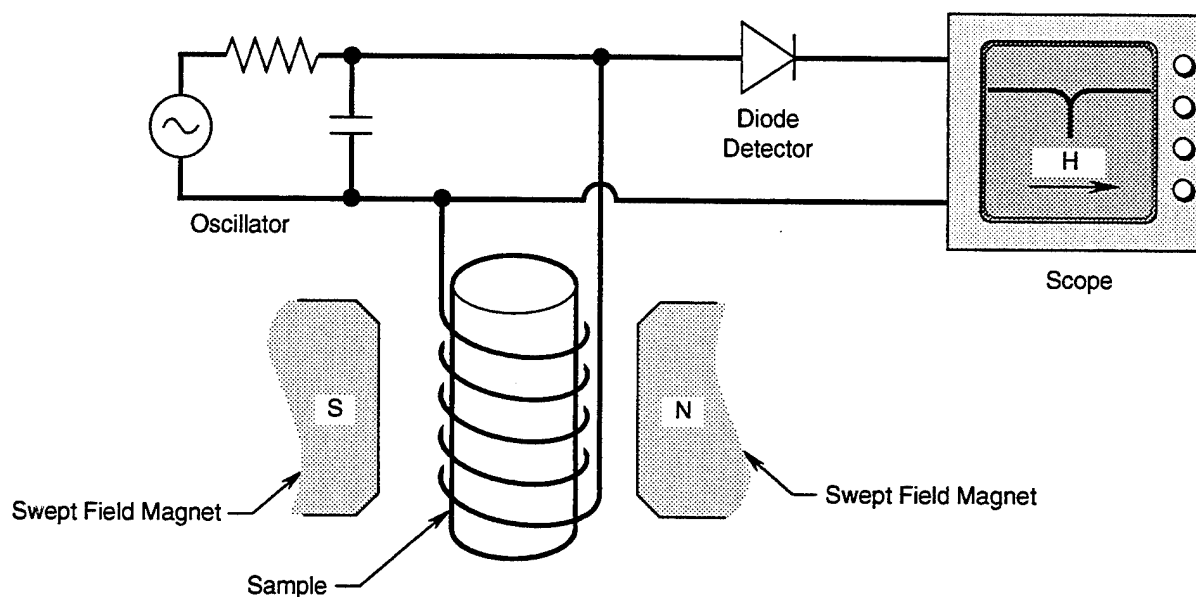 Diode
Detector
H
Oscillator
Scope
S
N
Swept Field Magnet
Swept Field Magnet
Sample